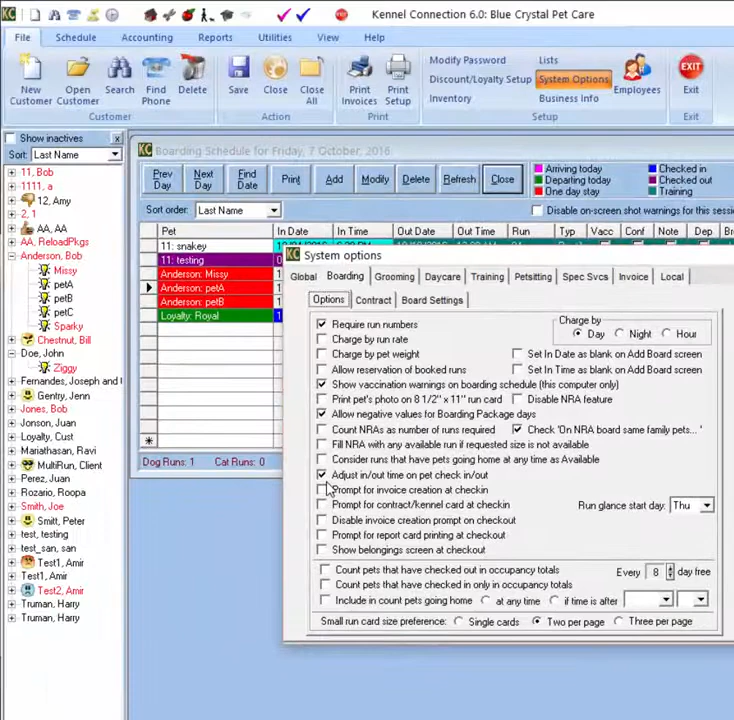 KC Kennel Connection 6.0: Blue Crystal Pet Care
File Schedule Accounting Reports Utilities View Help
New Customer
Open Customer
Search
Find Phone
Delete
Save
Close
Close All
Print Invoices
Print Setup
Modify Password
Discount/Loyalty Setup
Inventory
Lists
System Options
Business Info
Employees
EXIT
Exit
Customer Action Print Setup Exit
Show inactives x
Sort: Last Name
11, Bob
1111, a
12, Amy
2, 1
AA, AA
AA, ReloadPkgs
Anderson, Bob
Missy
petA
petB
petC
Sparky
Chestnut, Bill
Doe, John
Ziggy
Fernandes, Joseph and
Gentry, Jenn
Jones, Bob
Jonson, Juan
Loyalty, Cust
Mariathasan, Ravi
MultiRun, Client
Perez, Juan
Rozario, Roopa
Smith, Joe
Smitt, Peter
test, testing
test_san, san
Test1, Amir
Test1, Amir
Test2, Amir
Truman, Harry
Truman, Harry
KC Boarding Schedule for Friday, 7 October, 2016
Prev Day
Next Day
Find Date
Print
Add
Modify
Delete
Refresh
Close
Arriving today
Departing today
One day stay
Checked in
Checked out
Training
Sort order: Last Name
Disable on-screen shot warnings for this sessi
Pet In Date In Time Out Date Out Time Run Typ Vacc Conf Note Dep Br
11: snakey
11: testing
Anderson: Missy
Anderson: petA
Anderson: petB
Loyalty: Royal
Dog Runs: 1 Cat Runs: 0
System options
Global Boarding Grooming Daycare Training Petsitting Spec Svcs Invoice Local
Options Contract Board Settings
Require run numbers
Charge by run rate
Charge by pet weight
Allow reservation of booked runs
Charge by
Day Night Hour
Set In Date as blank on Add Board screen
Set In Time as blank on Add Board screen
Show vaccination warnings on boarding schedule (this computer only)
Print pet's photo on 8 1/2" x 11" run card Disable NRA feature
Allow negative values for Boarding Package days
Count NRAs as number of runs required Check 'On NRA board same family pets... '
Fill NRA with any available run if requested size is not available
Consider runs that have pets going home at any time as Available
Adjust in/out time on pet check in/out
Prompt for invoice creation at checkin
Prompt for contract/kennel card at checkin Run glance start day: Thu
Disable invoice creation prompt on checkout
Prompt for report card printing at checkout
Show belongings screen at checkout
Count pets that have checked out in occupancy totals Every 8 day free
Count pets that have checked in only in occupancy totals
Include in count pets going home at any time if time is after
Small run card size preference: Single cards Two per page Three per page